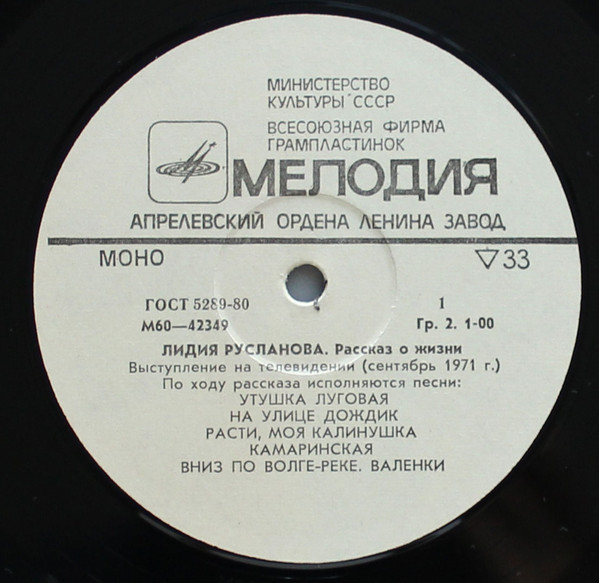 МИНИСТЕРСТВО
КУЛЬТУРЫ СССР
ВСЕСОЮЗНАЯ ФИРМА
ГРАМПЛАСТИНОК
МЕЛОДИЯ
АПРЕЛЕВСКИЙ ОРДЕНА ЛЕНИНА ЗАВОД
МОНО ▽33
ГОСТ 5289-80 1
М60—42349 Гр. 2. 1-00
ЛИДИЯ РУСЛАНОВА. Рассказ о жизни
Выступление на телевидении (сентябрь 1971 г.)
По ходу рассказа исполняются песни:
УТУШКА ЛУГОВАЯ
НА УЛИЦЕ ДОЖДИК
РАСТИ, МОЯ КАЛИНУШКА
КАМАРИНСКАЯ
ВНИЗ ПО ВОЛГЕ-РЕКЕ. ВАЛЕНКИ